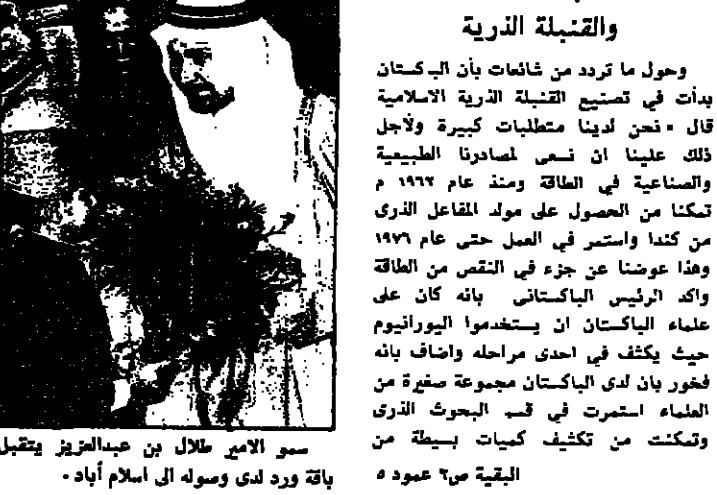 والقنبلة الذرية
وحول ما تردد من شائعات بأن الباكستان
بدأت في تصنيع القنبلة الذرية الاسلامية
قال « نحن لدينا متطلبات كبيرة ولأجل
ذلك علينا ان نسعى لمصادرنا الطبيعية
والصناعية في الطاقة ومنذ عام ١٩٦٢ م
تمكنا من الحصول على مولد المفاعل الذرى
من كندا واستمر في العمل حتى عام ١٩٧٦
وهذا عوضنا عن جزء في النقص من الطاقة
واكد الرئيس الباكستانى بانه كان على
علماء الباكستان ان يستخدموا اليورانيوم
حيث يكثف في احدى مراحله واضاف بانه
فخور بان لدى الباكستان مجموعة صغيرة من
العلماء استمرت في قسم البحوث الذرى
وتمكنت من تكثيف كميات بسيطة من
البقية ص٢ عمود ٥
سمو الامير طلال بن عبدالعزيز يتقبل
باقة ورد لدى وصوله الى اسلام أباد .